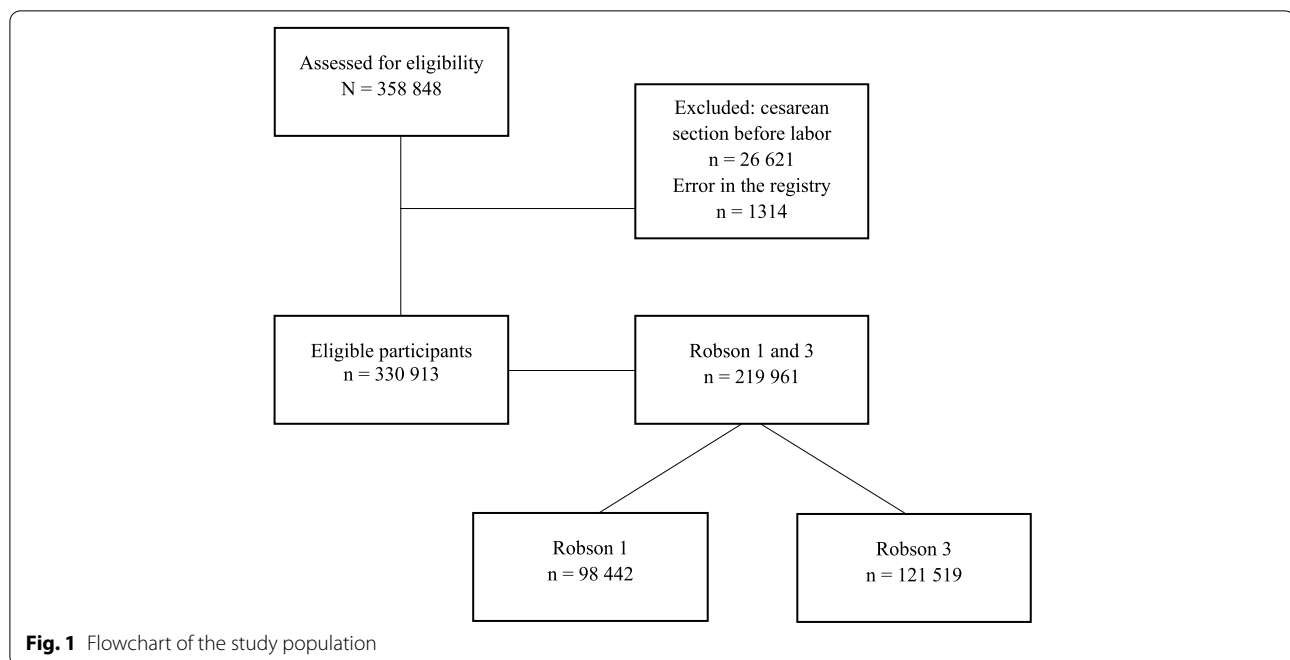 Assessed for eligibility
N = 358 848
Excluded: cesarean
section before labor
n = 26 621
Error in the registry
n = 1314
Eligible participants
n = 330 913
Robson 1 and 3
n = 219 961
Robson 1
n = 98 442
Robson 3
n = 121 519
Fig. 1 Flowchart of the study population